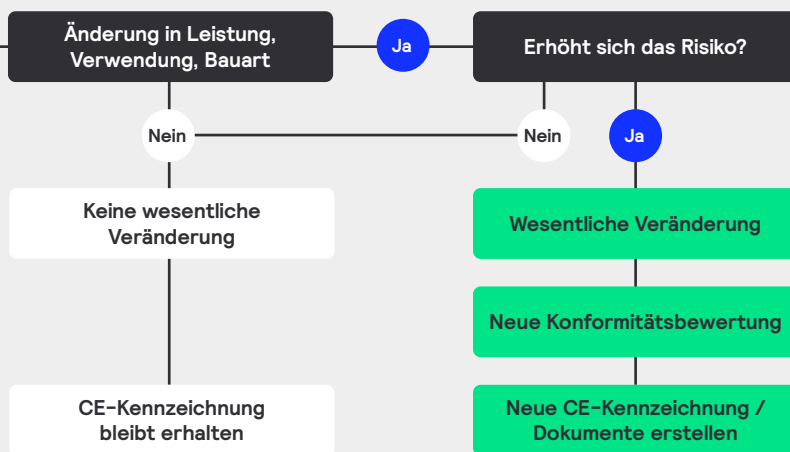 Änderung in Leistung,
Verwendung, Bauart
Ja
Erhöht sich das Risiko?
Nein
Nein
Ja
Keine wesentliche
Veränderung
Wesentliche Veränderung
Neue Konformitätsbewertung
CE-Kennzeichnung
bleibt erhalten
Neue CE-Kennzeichnung /
Dokumente erstellen